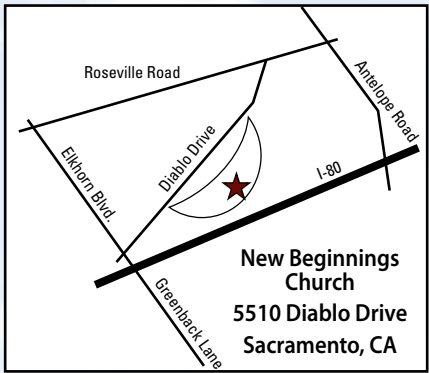 Roseville Road
Antelope Road
Diablo Drive
Elkhorn Blvd.
I-80
Greenback Lane
New Beginnings
Church
5510 Diablo Drive
Sacramento, CA